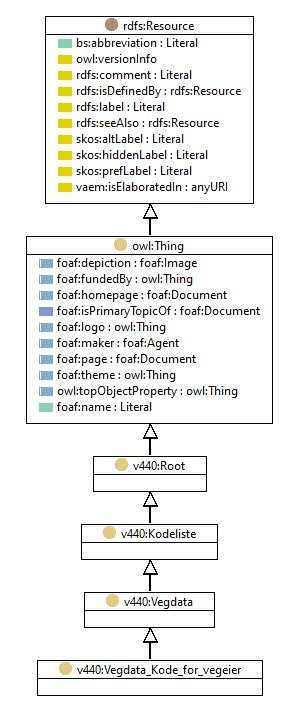 rdfs:Resource
bs:abbreviation : Literal
owl:versionInfo
rdfs:comment : Literal
rdfs:isDefinedBy : rdfs:Resource
rdfs:label : Literal
rdfs:seeAlso : rdfs:Resource
skos:altLabel : Literal
skos:hiddenLabel : Literal
skos:prefLabel : Literal
vaem:isElaboratedIn : anyURI
owl:Thing
foaf:depiction : foaf:Image
foaf:fundedBy : owl:Thing
foaf:homepage : foaf:Document
foaf:isPrimaryTopicOf : foaf:Document
foaf:logo : owl:Thing
foaf:maker : foaf:Agent
foaf:page : foaf:Document
foaf:theme : owl:Thing
owl:topObjectProperty : owl:Thing
foaf:name : Literal
v440:Root
v440:Kodeliste
v440:Vegdata
v440:Vegdata_Kode_for_vegeier